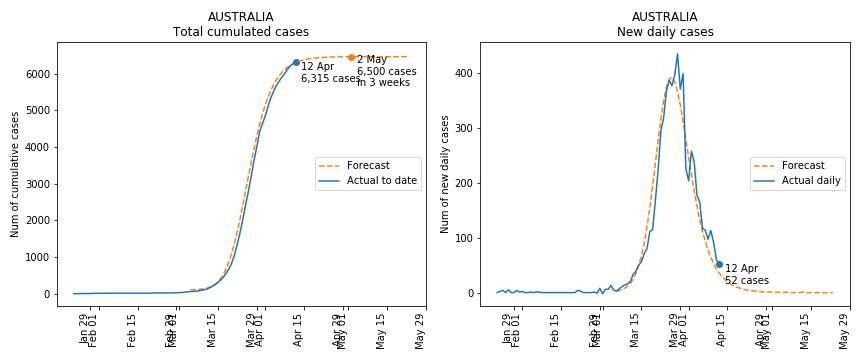 AUSTRALIA
Total cumulated cases
Num of cumulative cases
6000
5000
4000
3000
2000
1000
0
12 Apr
6,315 cases
2 May
6,500 cases
in 3 weeks
Forecast
Actual to date
Jan 29
Feb 01
Feb 15
Feb 29
Mar 01
Mar 15
Mar 29
Apr 01
Apr 15
Apr 29
May 01
May 15
May 29
AUSTRALIA
New daily cases
Num of new daily cases
400
300
200
100
0
Forecast
Actual daily
12 Apr
52 cases
Jan 29
Feb 01
Feb 15
Feb 29
Mar 01
Mar 15
Mar 29
Apr 01
Apr 15
Apr 29
May 01
May 15
May 29